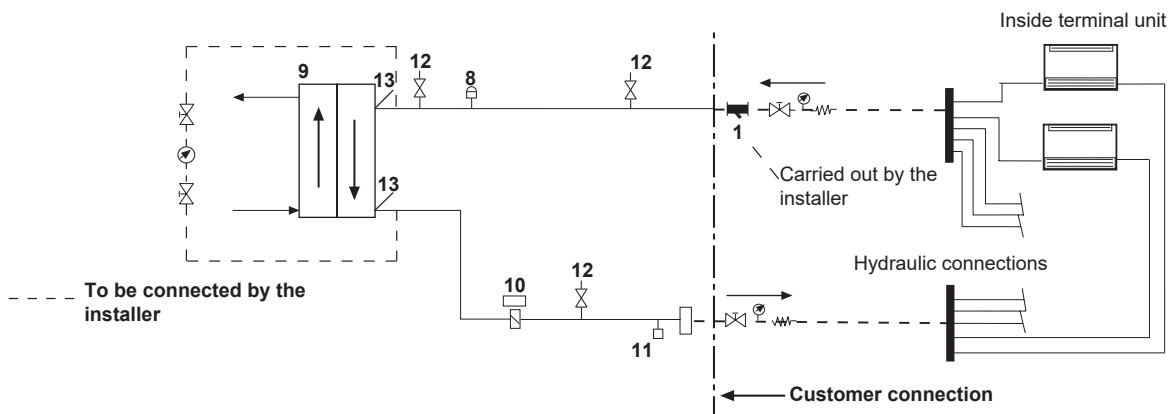 Inside terminal unit
12
12
9
13
8
1
Carried out by the
installer
13
Hydraulic connections
12
10
To be connected by the
installer
11
Customer connection